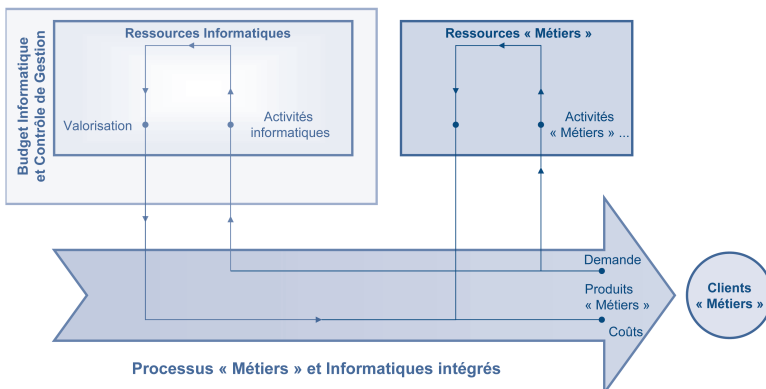 Budget Informatique
et Contrôle de Gestion
Ressources Informatiques
Valorisation
Activités
informatiques
Ressources « Métiers »
Activités
« Métiers » ...
Demande
Produits
« Métiers »
Coûts
Clients
« Métiers »
Processus « Métiers » et Informatiques intégrés